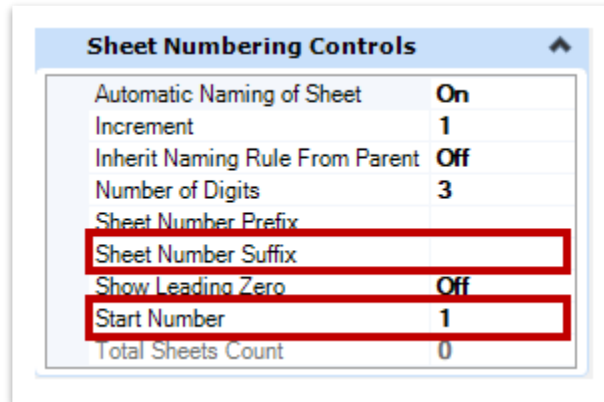 Sheet Numbering Controls
Automatic Naming of Sheet On
Increment 1
Inherit Naming Rule From Parent Off
Number of Digits 3
Sheet Number Prefix
Sheet Number Suffix
Show Leading Zero Off
Start Number 1
Total Sheets Count 0